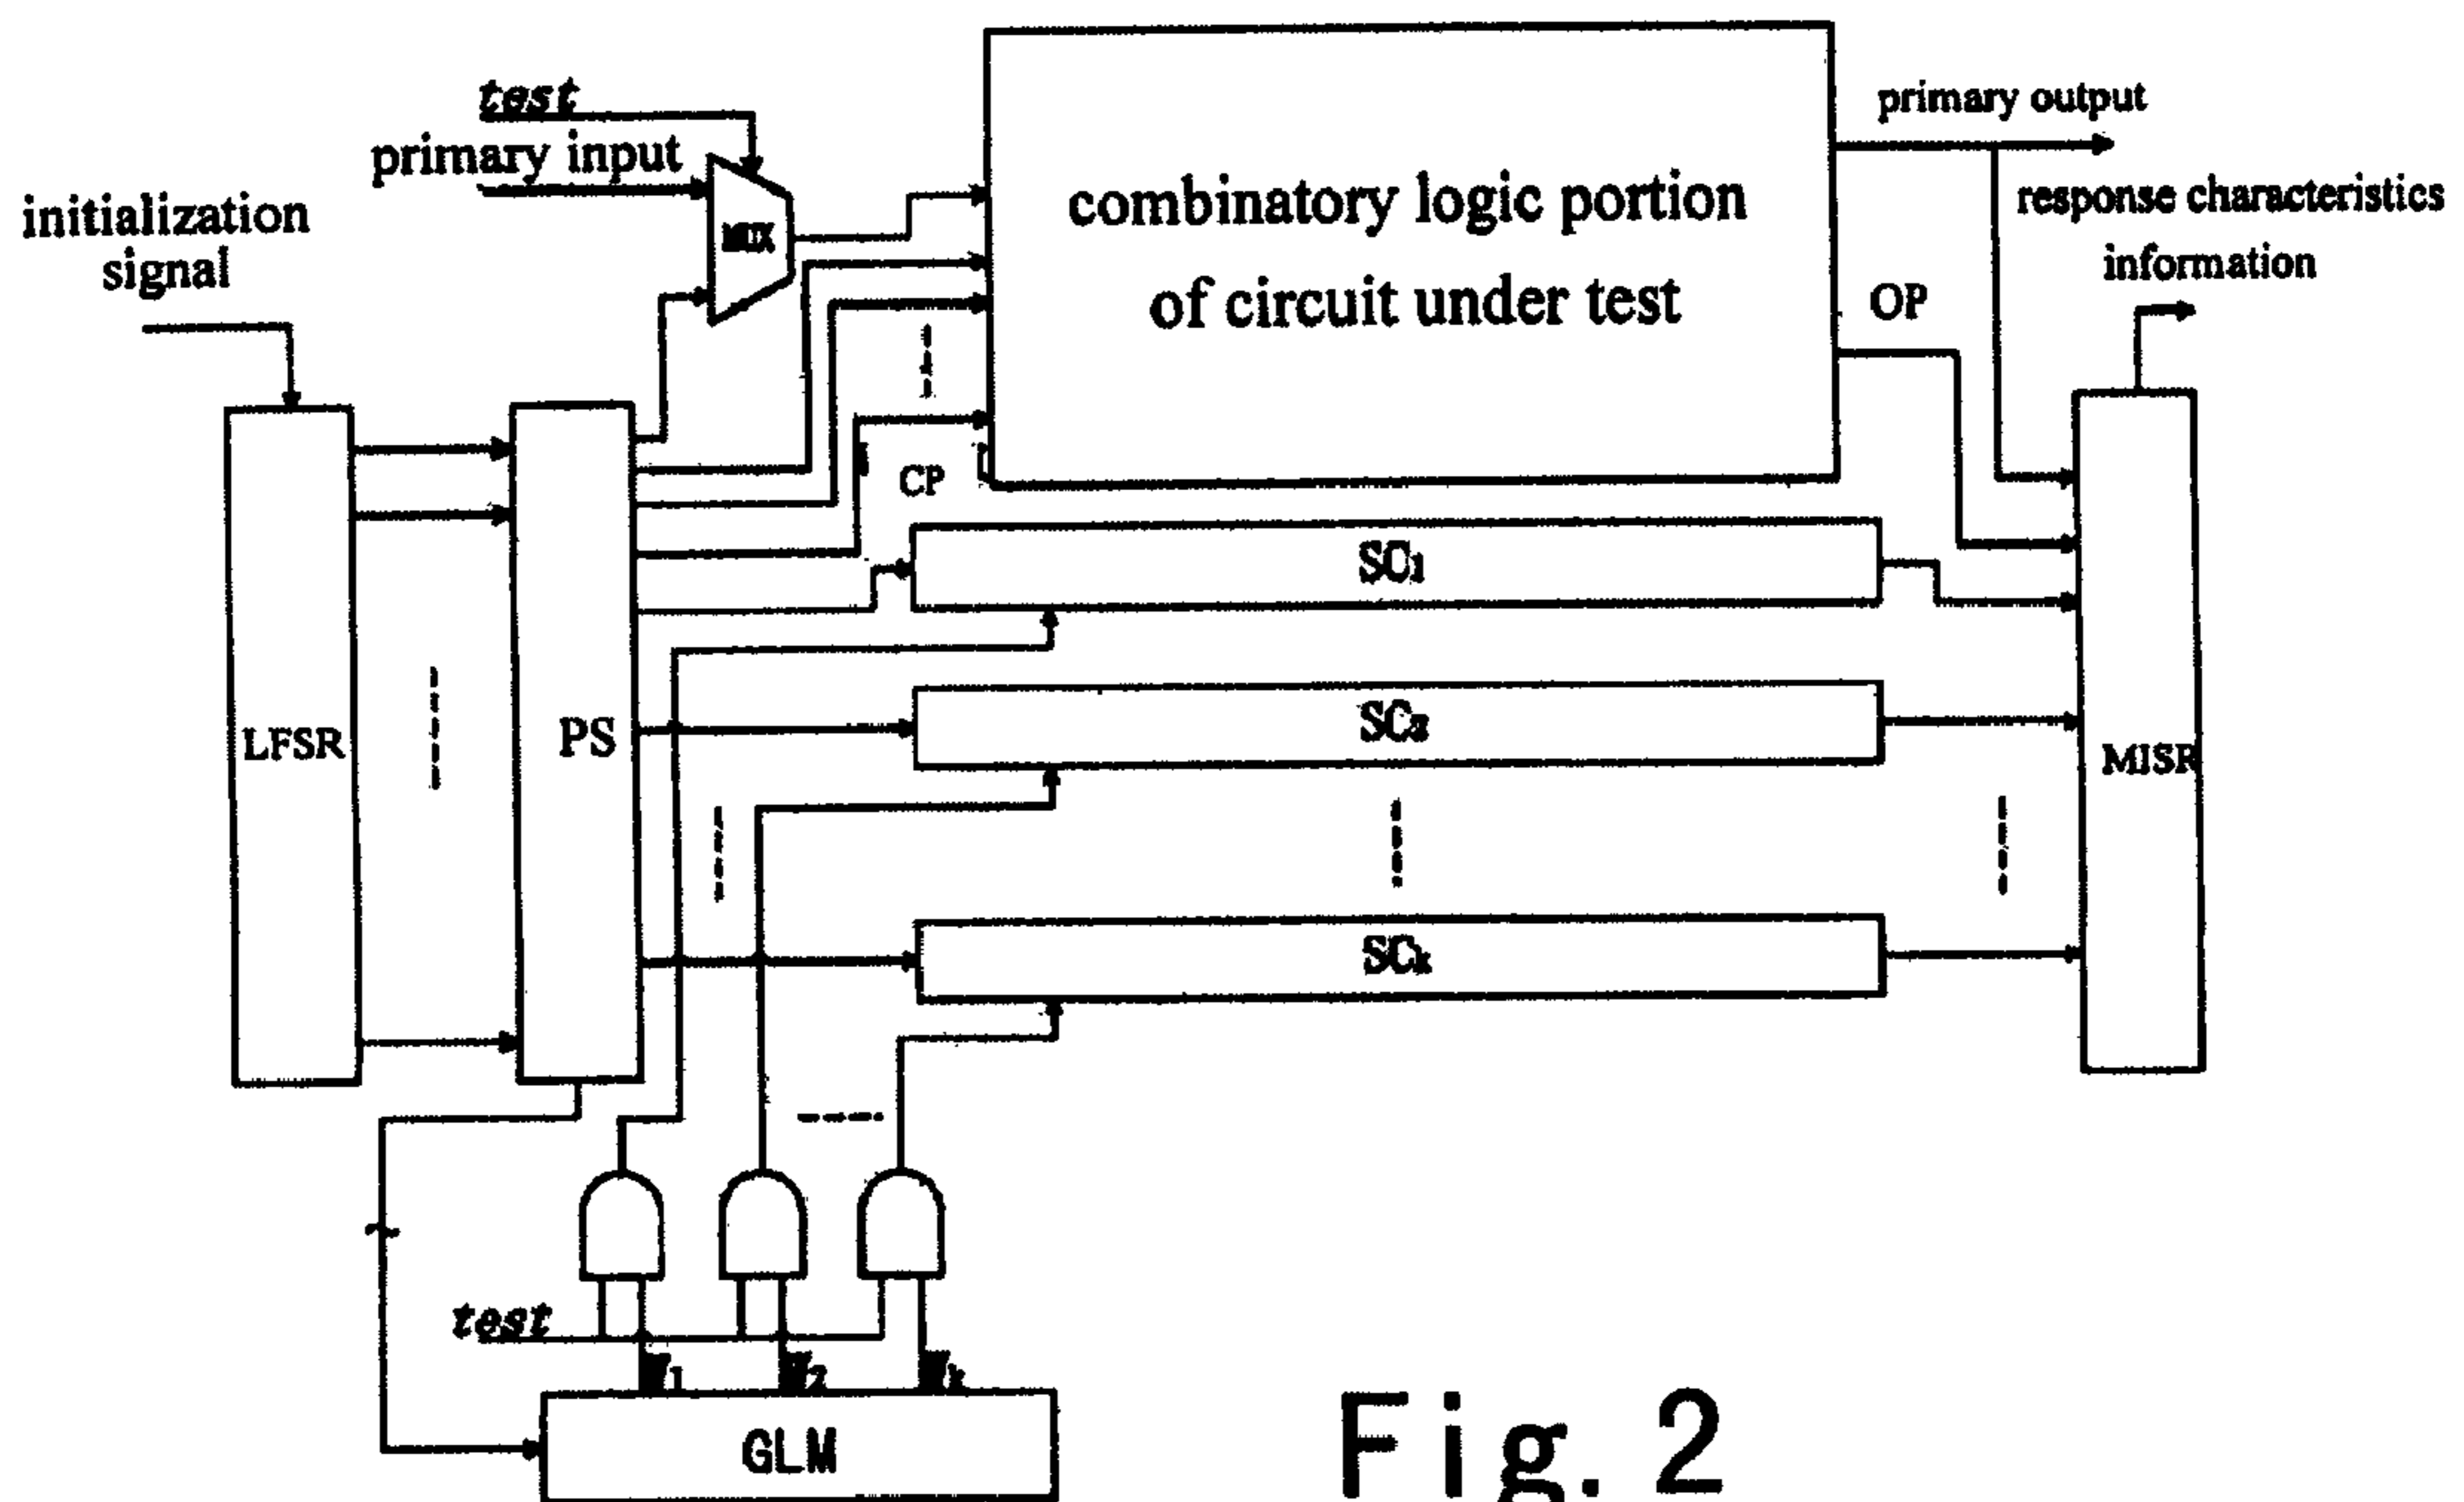 test
primary input
initialization
signal
MUX
combinatory logic portion
of circuit under test
primary output
response characteristics
information
OP
CP
SC1
LFSR
PS
SC2
MISR
SCk
test
W1
W2
Wk
GLM
Fig. 2